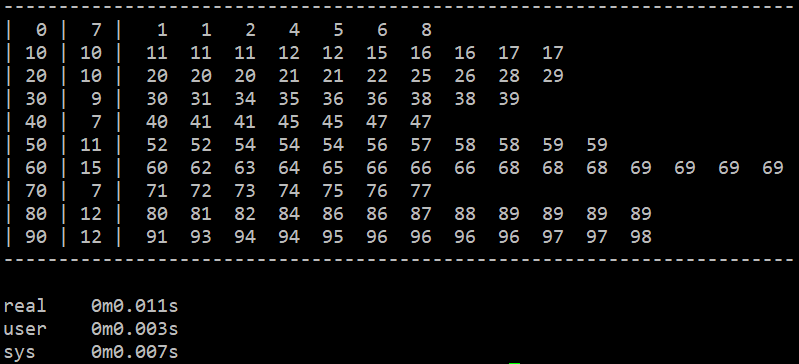 ------------------------------------------------------------------------
|  0 |  7 |  1   1   2   4   5   6   8
| 10 | 10 | 11  11  11  12  12  15  16  16  17  17
| 20 | 10 | 20  20  20  21  21  22  25  26  28  29
| 30 |  9 | 30  31  34  35  36  36  38  38  39
| 40 |  7 | 40  41  41  45  45  47  47
| 50 | 11 | 52  52  54  54  54  56  57  58  58  59  59
| 60 | 15 | 60  62  63  64  65  66  66  66  68  68  68  69  69  69  69
| 70 |  7 | 71  72  73  74  75  76  77
| 80 | 12 | 80  81  82  84  86  86  87  88  89  89  89  89
| 90 | 12 | 91  93  94  94  95  96  96  96  96  97  97  98
------------------------------------------------------------------------
real    0m0.011s
user    0m0.003s
sys     0m0.007s